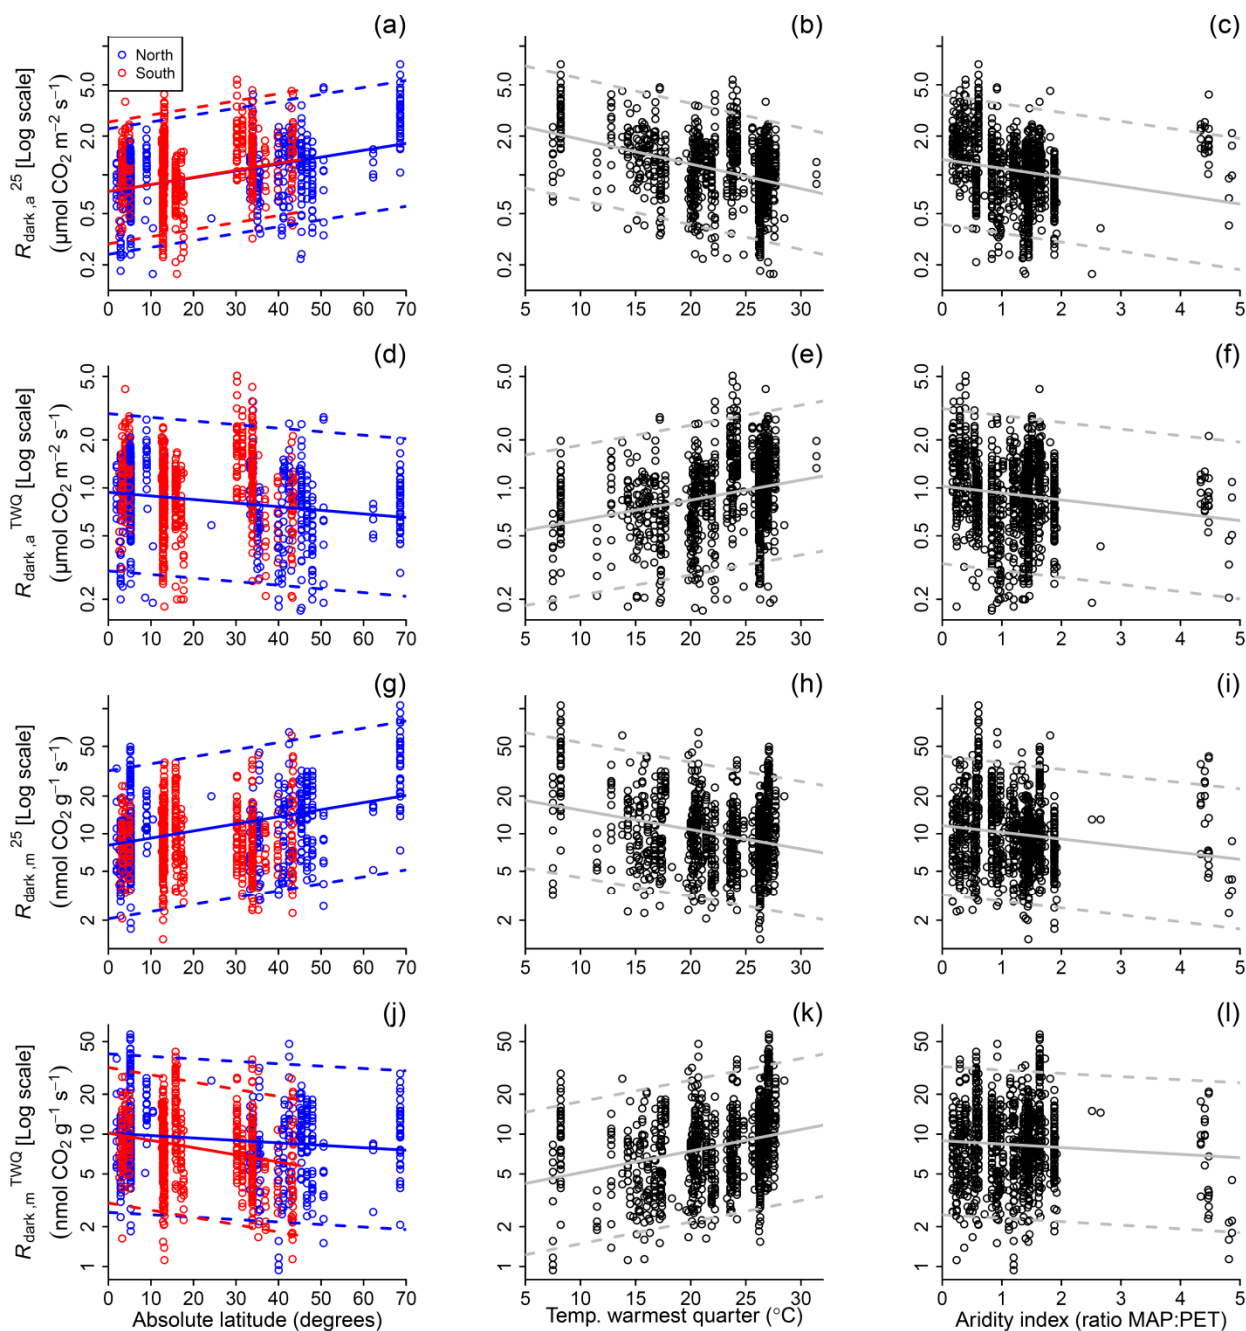 (a) (b) (c)
North
South
R dark,a 25 [Log scale]
(µmol CO2 m-2 s-1)
5.0 2.0 1.0 0.5 0.2
5.0 2.0 1.0 0.5 0.2
5.0 2.0 1.0 0.5 0.2
0 10 20 30 40 50 60 70
5 10 15 20 25 30
0 1 2 3 4 5
(d) (e) (f)
R dark,a TWQ [Log scale]
(µmol CO2 m-2 s-1)
5.0 2.0 1.0 0.5 0.2
5.0 2.0 1.0 0.5 0.2
5.0 2.0 1.0 0.5 0.2
0 10 20 30 40 50 60 70
5 10 15 20 25 30
0 1 2 3 4 5
(g) (h) (i)
R dark,m 25 [Log scale]
(nmol CO2 g-1 s-1)
50 20 10 5 2
50 20 10 5 2
50 20 10 5 2
0 10 20 30 40 50 60 70
5 10 15 20 25 30
0 1 2 3 4 5
(j) (k) (l)
R dark,m TWQ [Log scale]
(nmol CO2 g-1 s-1)
50 20 10 5 2 1
50 20 10 5 2 1
50 20 10 5 2 1
0 10 20 30 40 50 60 70
5 10 15 20 25 30
0 1 2 3 4 5
Absolute latitude (degrees)
Temp. warmest quarter (°C)
Aridity index (ratio MAP:PET)